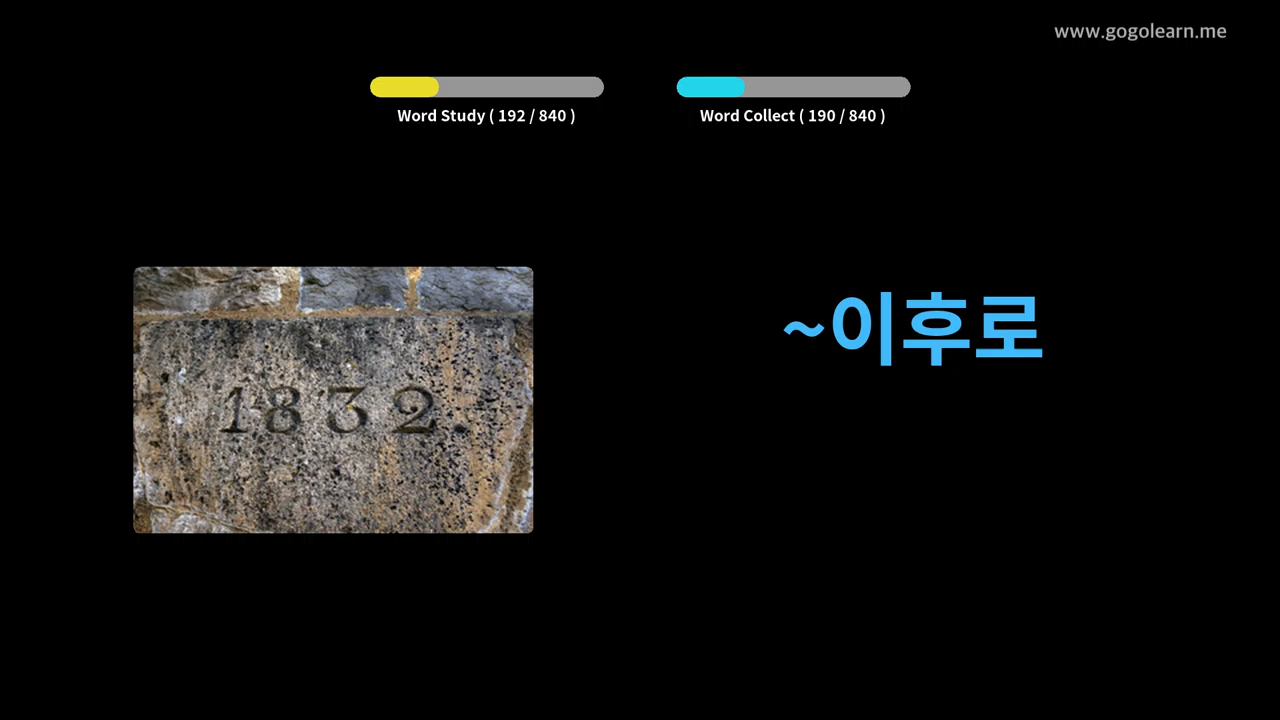 www.gogolearn.me
Word Study ( 192 / 840 )
Word Collect ( 190 / 840 )
~이후로
1832.